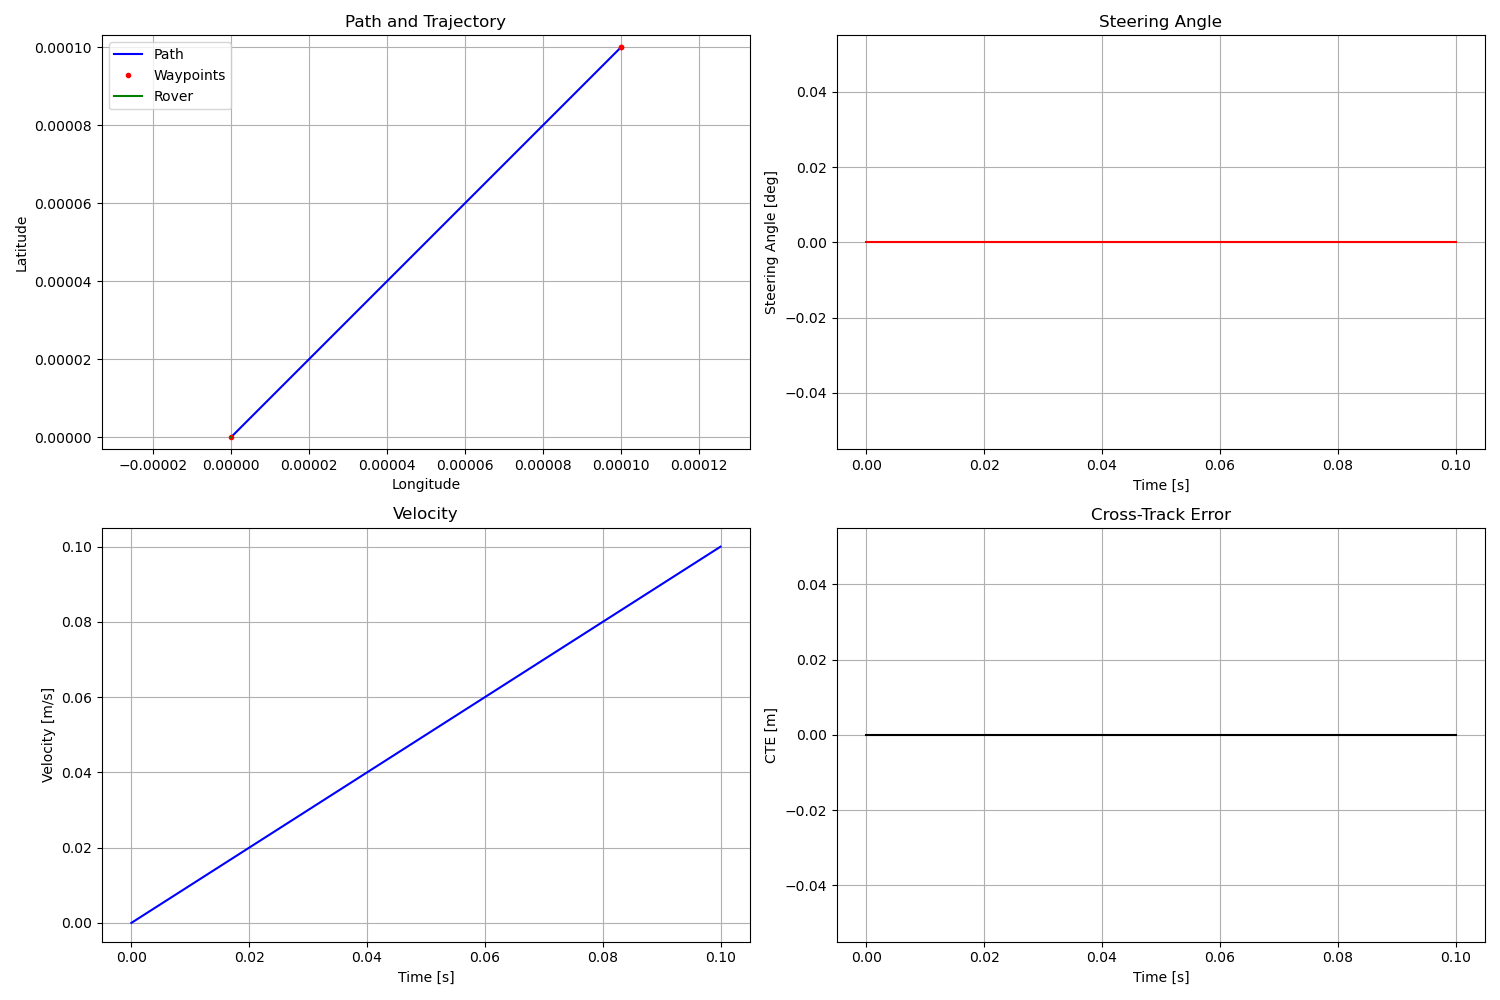 Path and Trajectory
Path
Waypoints
Rover
0.00010
0.00008
0.00006
0.00004
0.00002
0.00000
Latitude
−0.00002 0.00000 0.00002 0.00004 0.00006 0.00008 0.00010 0.00012
Longitude
Steering Angle
0.04
0.02
0.00
−0.02
−0.04
Steering Angle [deg]
0.00 0.02 0.04 0.06 0.08 0.10
Time [s]
Velocity
0.10
0.08
0.06
0.04
0.02
0.00
Velocity [m/s]
0.00 0.02 0.04 0.06 0.08 0.10
Time [s]
Cross-Track Error
0.04
0.02
0.00
−0.02
−0.04
CTE [m]
0.00 0.02 0.04 0.06 0.08 0.10
Time [s]